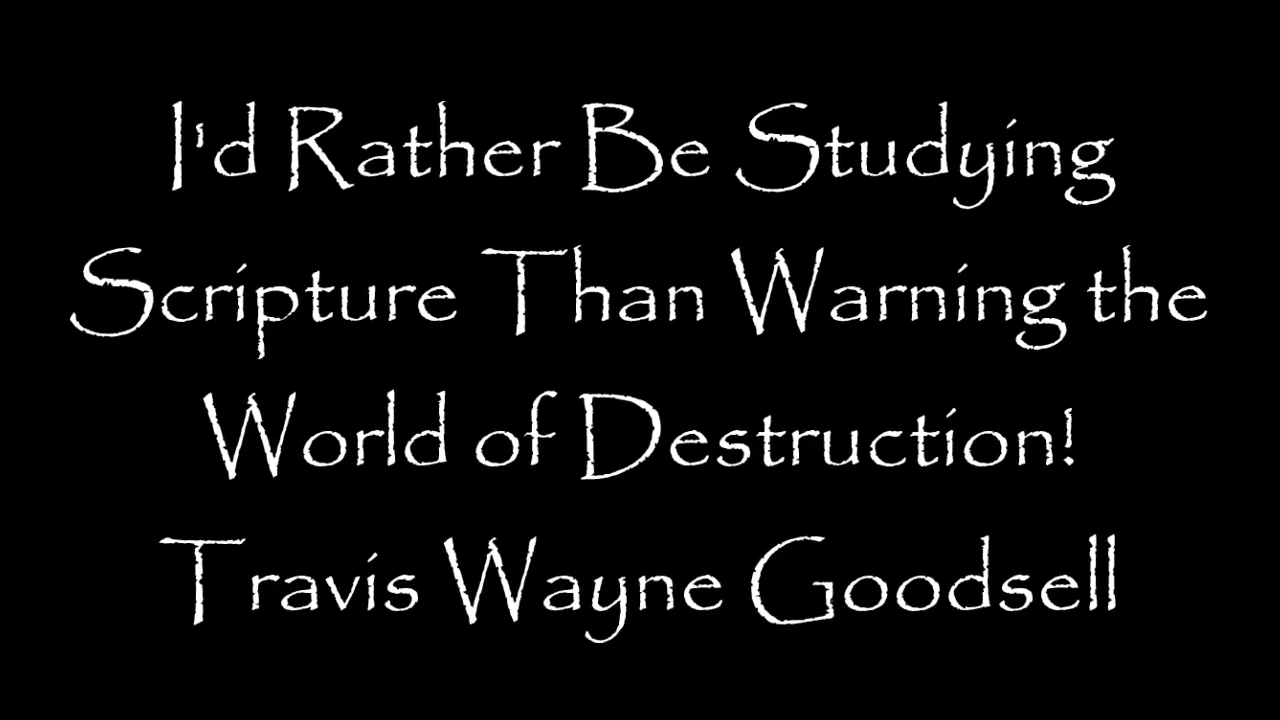 I'd Rather Be Studying
Scripture Than Warning the
World of Destruction!
Travis Wayne Goodsell